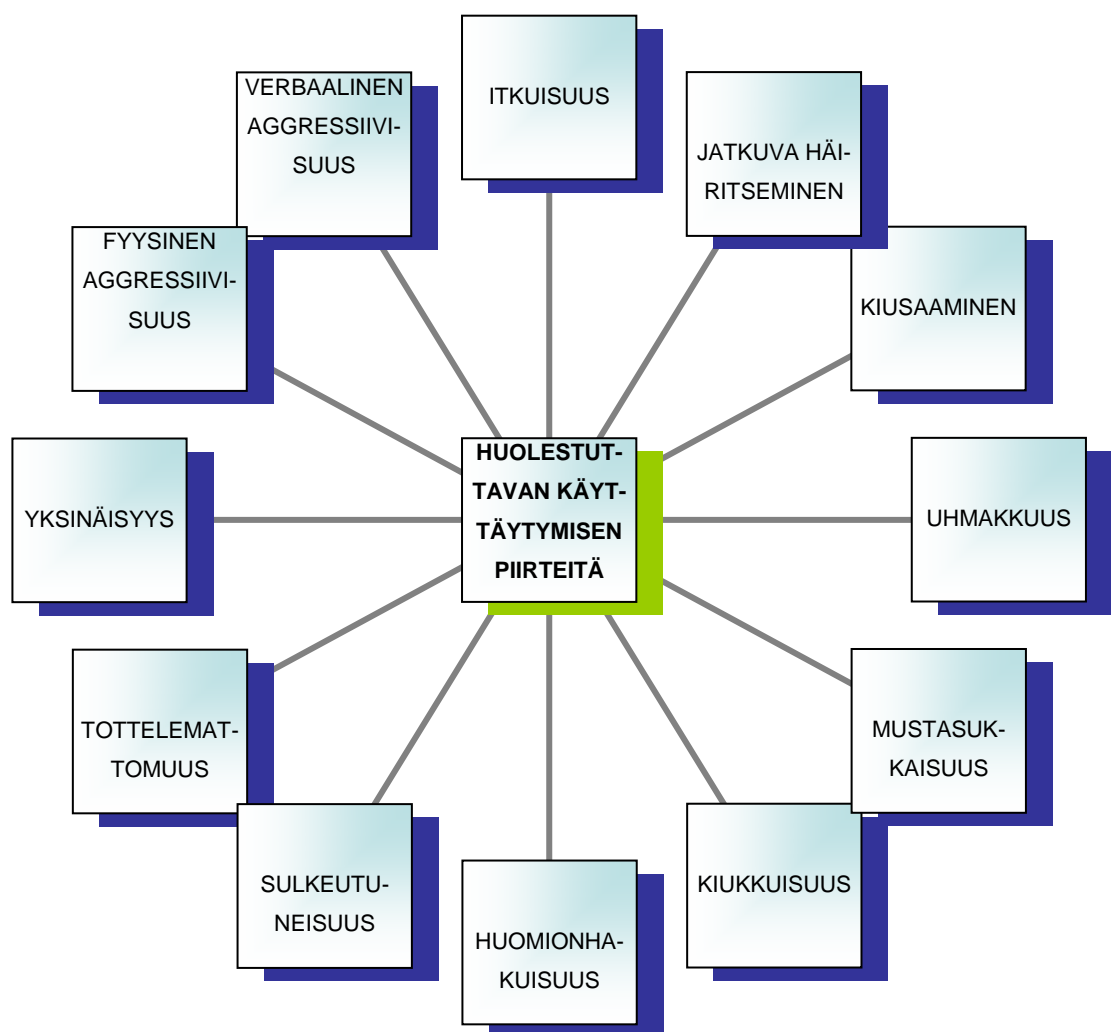 ITKUISUUS
JATKUVA HÄI-
RITSEMINEN
KIUSAAMINEN
UHMAKKUUS
MUSTASUK-
KAISUUS
KIUKKUISUUS
HUOMIONHA-
KUISUUS
SULKEUTU-
NEISUUS
TOTTELEMAT-
TOMUUS
YKSINÄISYYS
FYYSINEN
AGGRESSIIVI-
SUUS
VERBAALINEN
AGGRESSIIVI-
SUUS
HUOLESTUT-
TAVAN KÄYT-
TÄYTYMISEN
PIIRTEITÄ